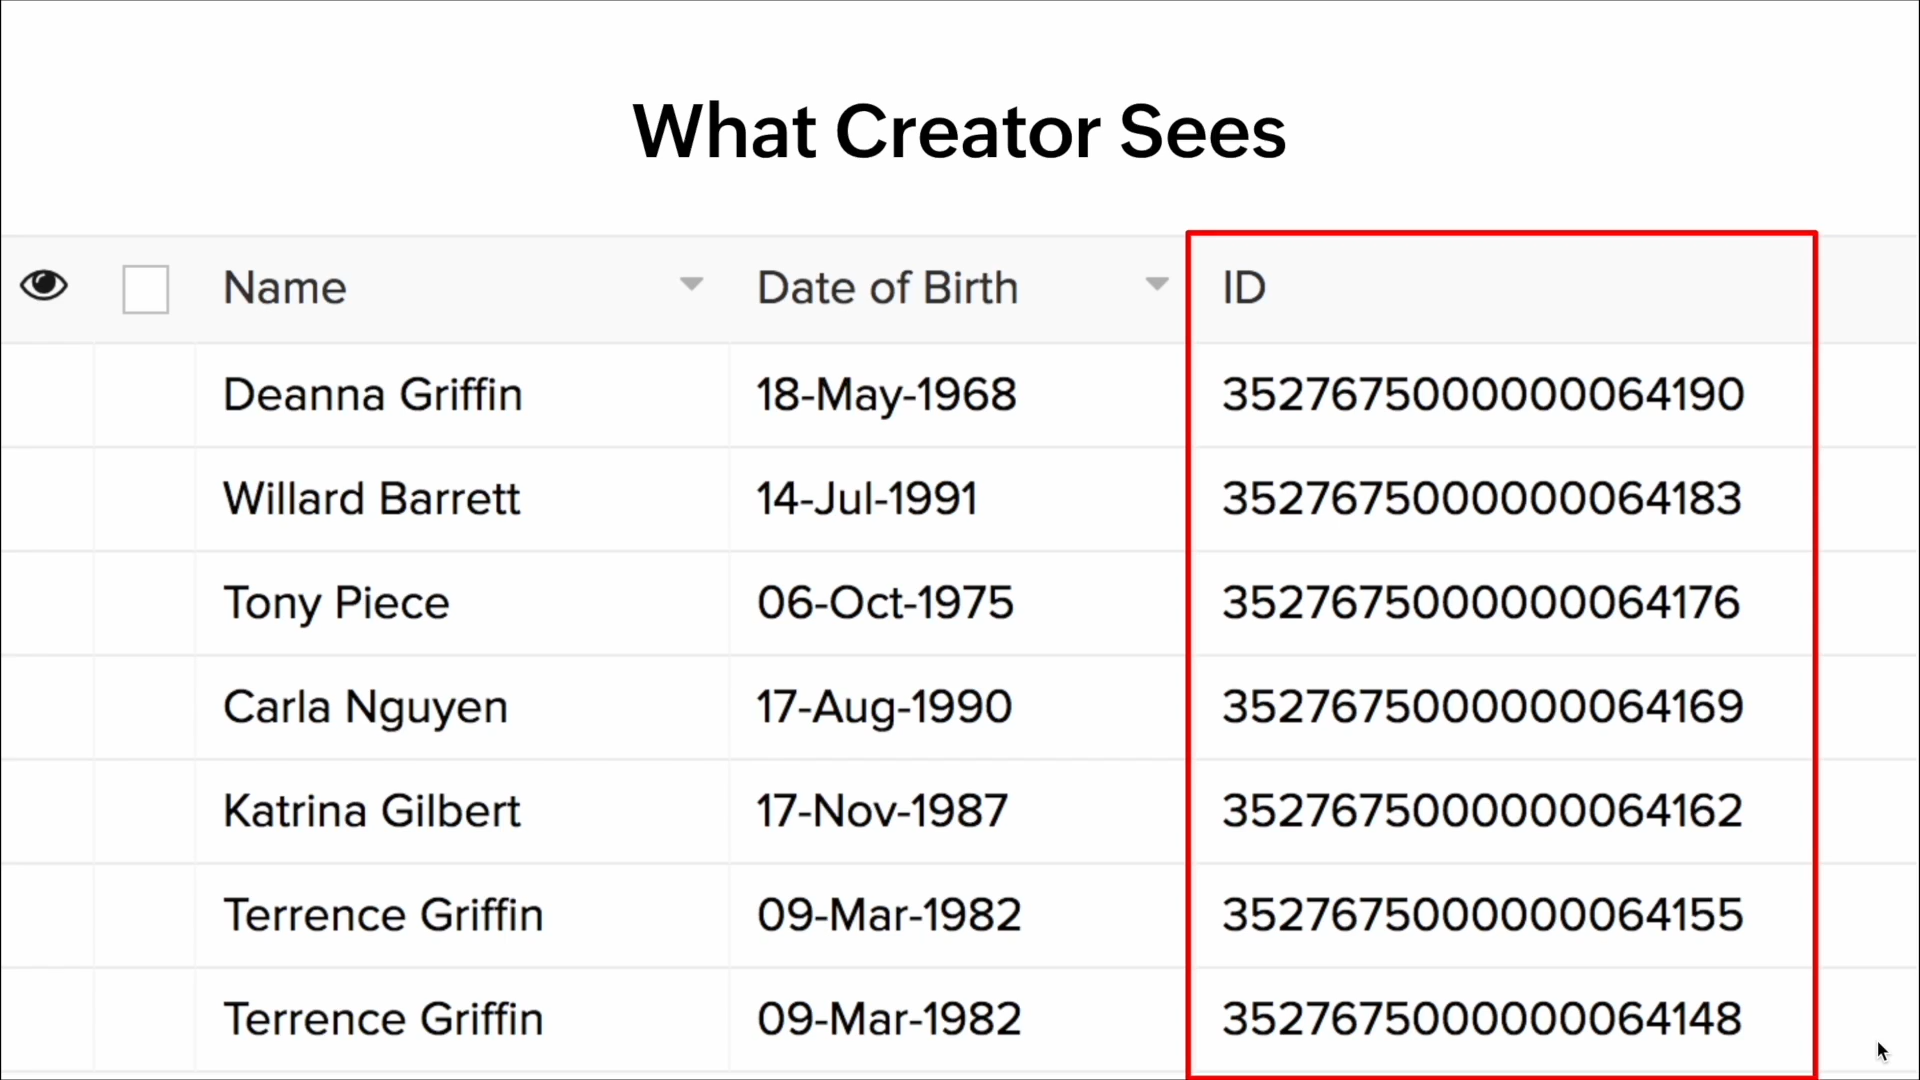 What Creator Sees
Name Date of Birth ID
Deanna Griffin 18-May-1968 3527675000000064190
Willard Barrett 14-Jul-1991 3527675000000064183
Tony Piece 06-Oct-1975 3527675000000064176
Carla Nguyen 17-Aug-1990 3527675000000064169
Katrina Gilbert 17-Nov-1987 3527675000000064162
Terrence Griffin 09-Mar-1982 3527675000000064155
Terrence Griffin 09-Mar-1982 3527675000000064148